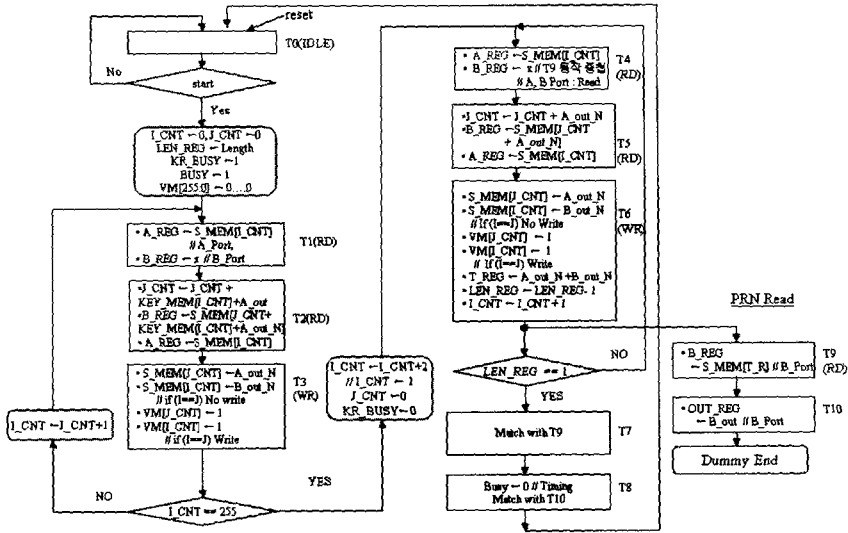 reset
T0(IDLE)
No
start
Yes
I_CNT ←0, J_CNT ←0
LEN_REG ←Length
KR_BUSY ←1
BUSY ←1
VM[255:0] ←0...0
• A_REG ←S_MEM[I_CNT]
// A_Port,
• B_REG ← x // B_Port
T1(RD)
•J_CNT ←J_CNT +
KEY_MEM[I_CNT]+A_out
•B_REG ←S_MEM[J_CNT+
KEY_MEM[I_CNT]+A_out_N]
• A_REG ←S_MEM[I_CNT]
T2(RD)
• S_MEM[J_CNT] ←A_out_N
• S_MEM[I_CNT] ←B_out_N
// if (I==J) No write
• VM[J_CNT] ← 1
• VM[I_CNT] ← 1
// if (I==J) Write
T3
(WR)
I_CNT ←I_CNT+1
NO
I_CNT == 255
YES
I_CNT ←I_CNT+2
// I_CNT ← 1
J_CNT ←0
KR_BUSY←0
• A_REG ←S_MEM[I_CNT]
• B_REG ← x // T9 동작 중첩
// A, B Port : Read
T4
(RD)
•J_CNT ←J_CNT + A_out_N
•B_REG ←S_MEM[J_CNT
+ A_out_N]
• A_REG ←S_MEM[I_CNT]
T5
(RD)
• S_MEM[J_CNT] ←A_out_N
• S_MEM[I_CNT] ←B_out_N
// If (I==J) No Write
• VM[J_CNT] ← 1
• VM[I_CNT] ← 1
// If (I==J) Write
• T_REG ←A_out_N+B_out_N
•LEN_REG ←LEN_REG- 1
• I_CNT ←I_CNT+1
T6
(WR)
LEN_REG == 1
NO
YES
Match with T9
T7
Busy ←0 // Timing
Match with T10
T8
PRN Read
• B_REG
←S_MEM[T_R] // B_Port
T9
(RD)
•OUT_REG
← B_out // B_Port
T10
Dummy End